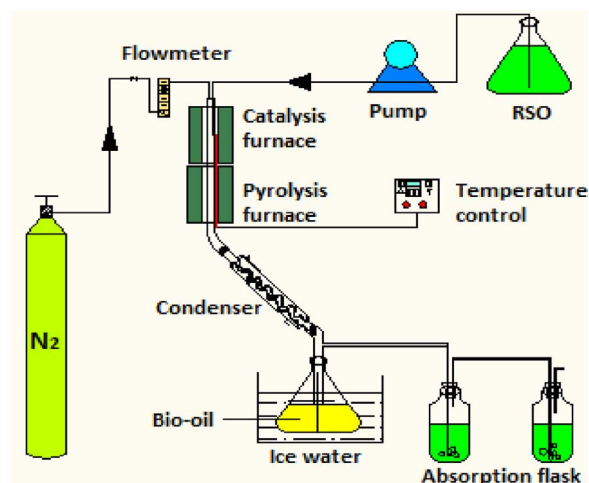 Flowmeter
Pump
RSO
Catalysis
furnace
Pyrolysis
furnace
Temperature
control
Condenser
N2
Bio-oil
Ice water
Absorption flask